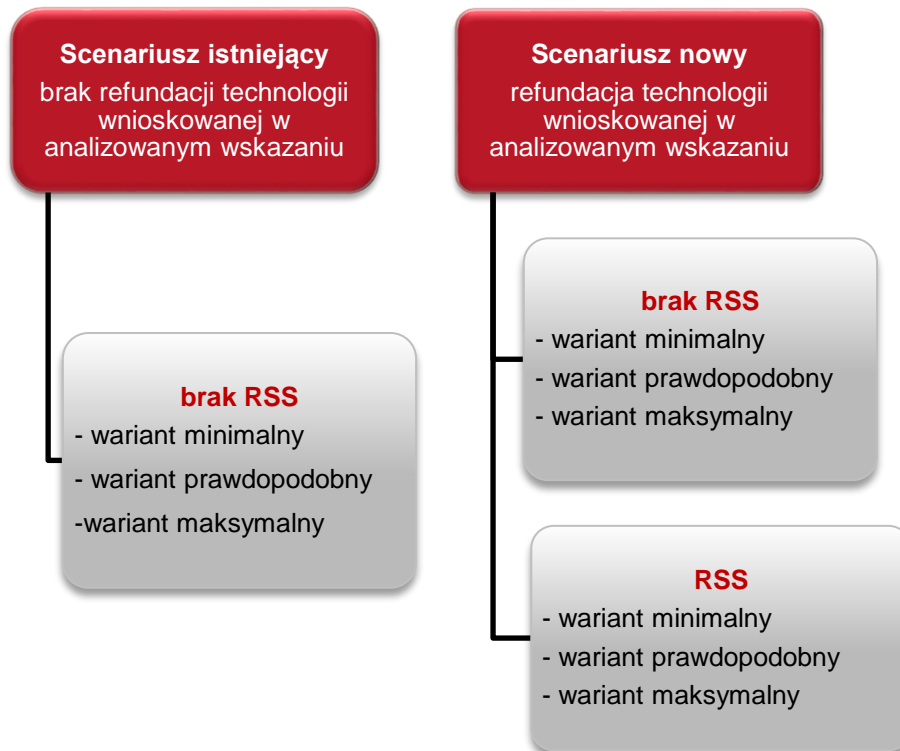 Scenariusz istniejący
brak refundacji technologii
wnioskowanej w
analizowanym wskazaniu
brak RSS
- wariant minimalny
- wariant prawdopodobny
-wariant maksymalny
Scenariusz nowy
refundacja technologii
wnioskowanej w
analizowanym wskazaniu
brak RSS
- wariant minimalny
- wariant prawdopodobny
- wariant maksymalny
RSS
- wariant minimalny
- wariant prawdopodobny
- wariant maksymalny